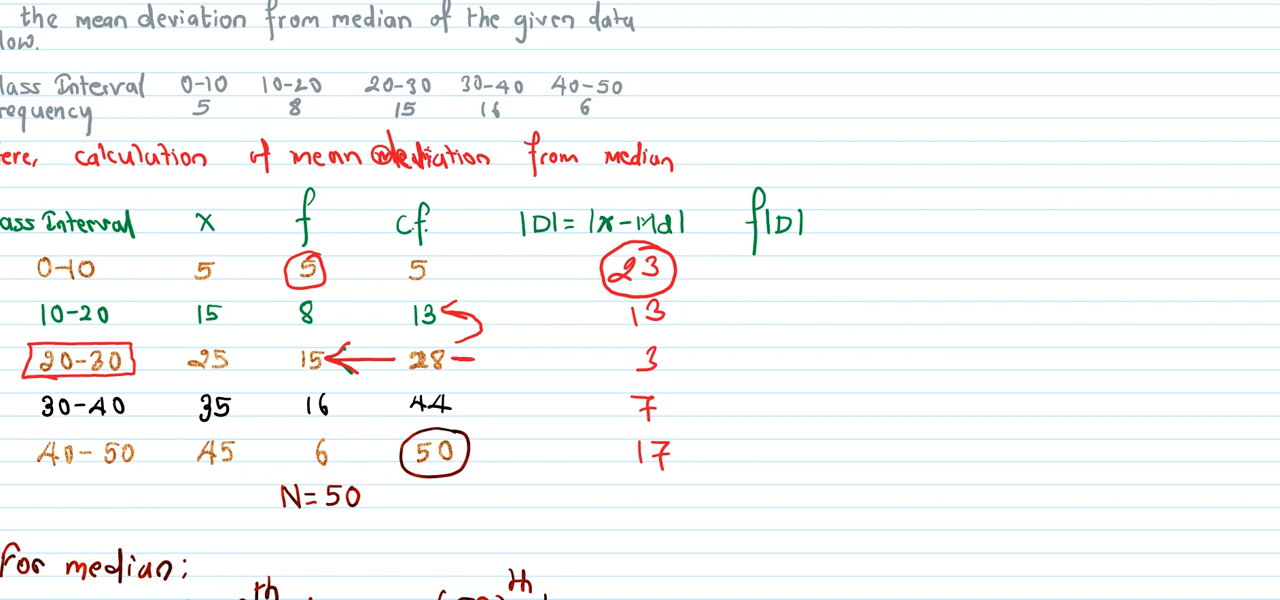 the mean deviation from median of the given data
low.
lass Interval 0-10 10-20 20-30 30-40 40-50
requency 5 8 15 16 6
ere, calculation of mean deviation from median
ass Interval x f c.f. |D| = |x-Md| f|D|
0-10 5 5 5 23
10-20 15 8 13 13
20-30 25 15 28 3
30-40 35 16 44 7
40-50 45 6 50 17
N=50
for median:
th th